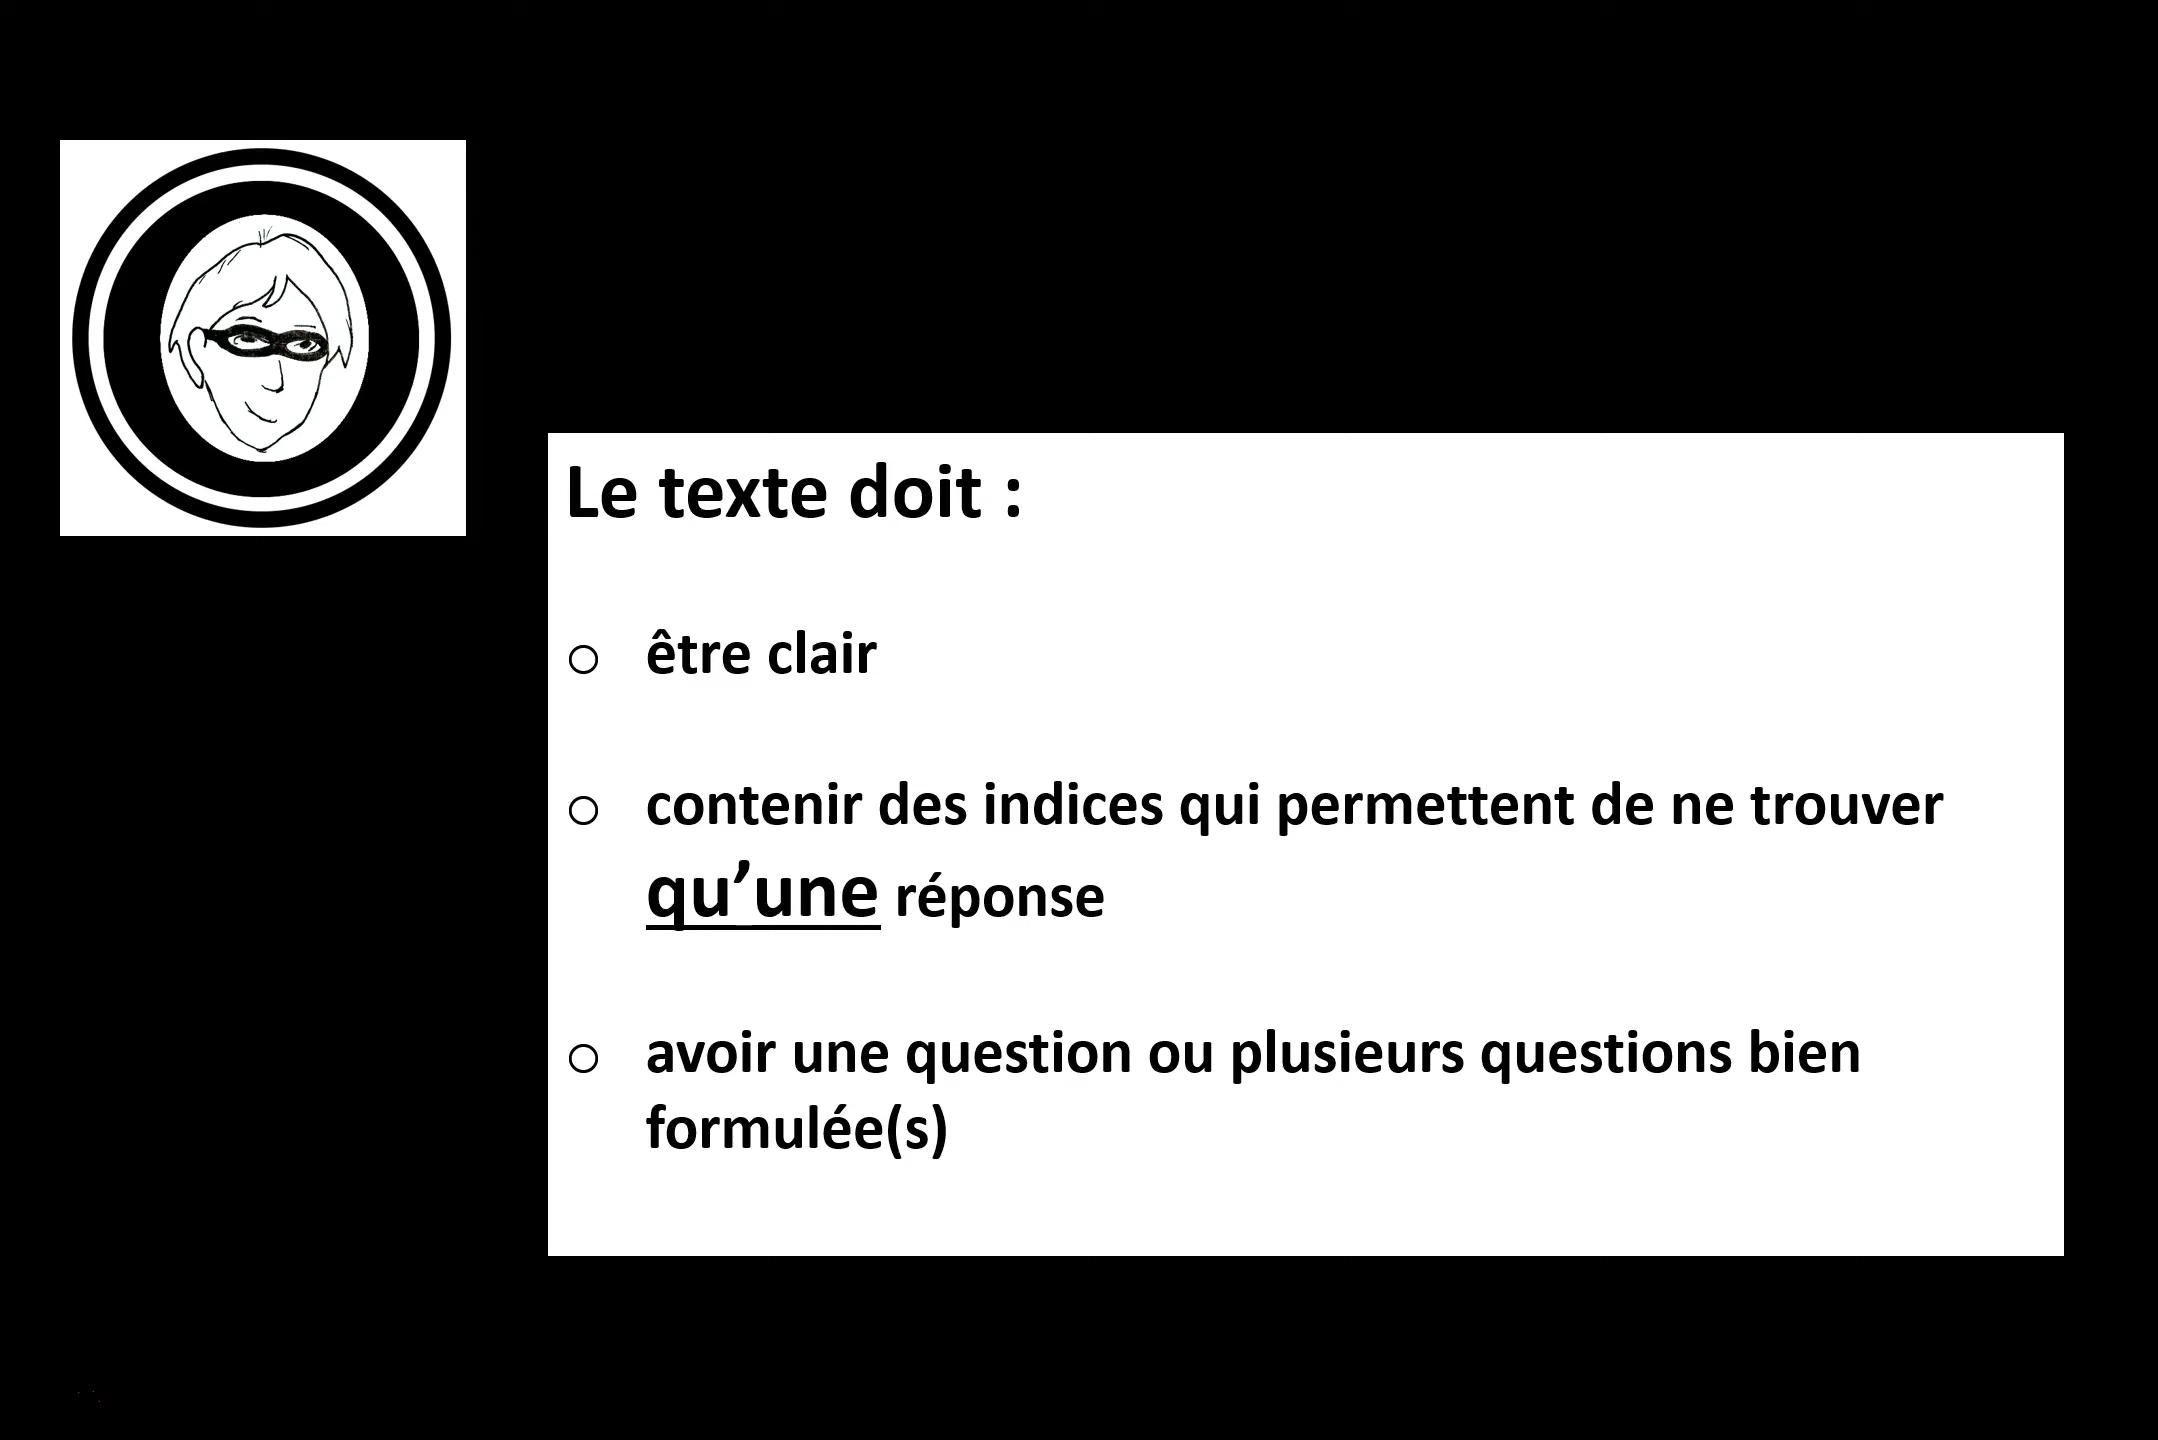 Le texte doit :
○ être clair
○ contenir des indices qui permettent de ne trouver
qu’une réponse
○ avoir une question ou plusieurs questions bien
formulée(s)